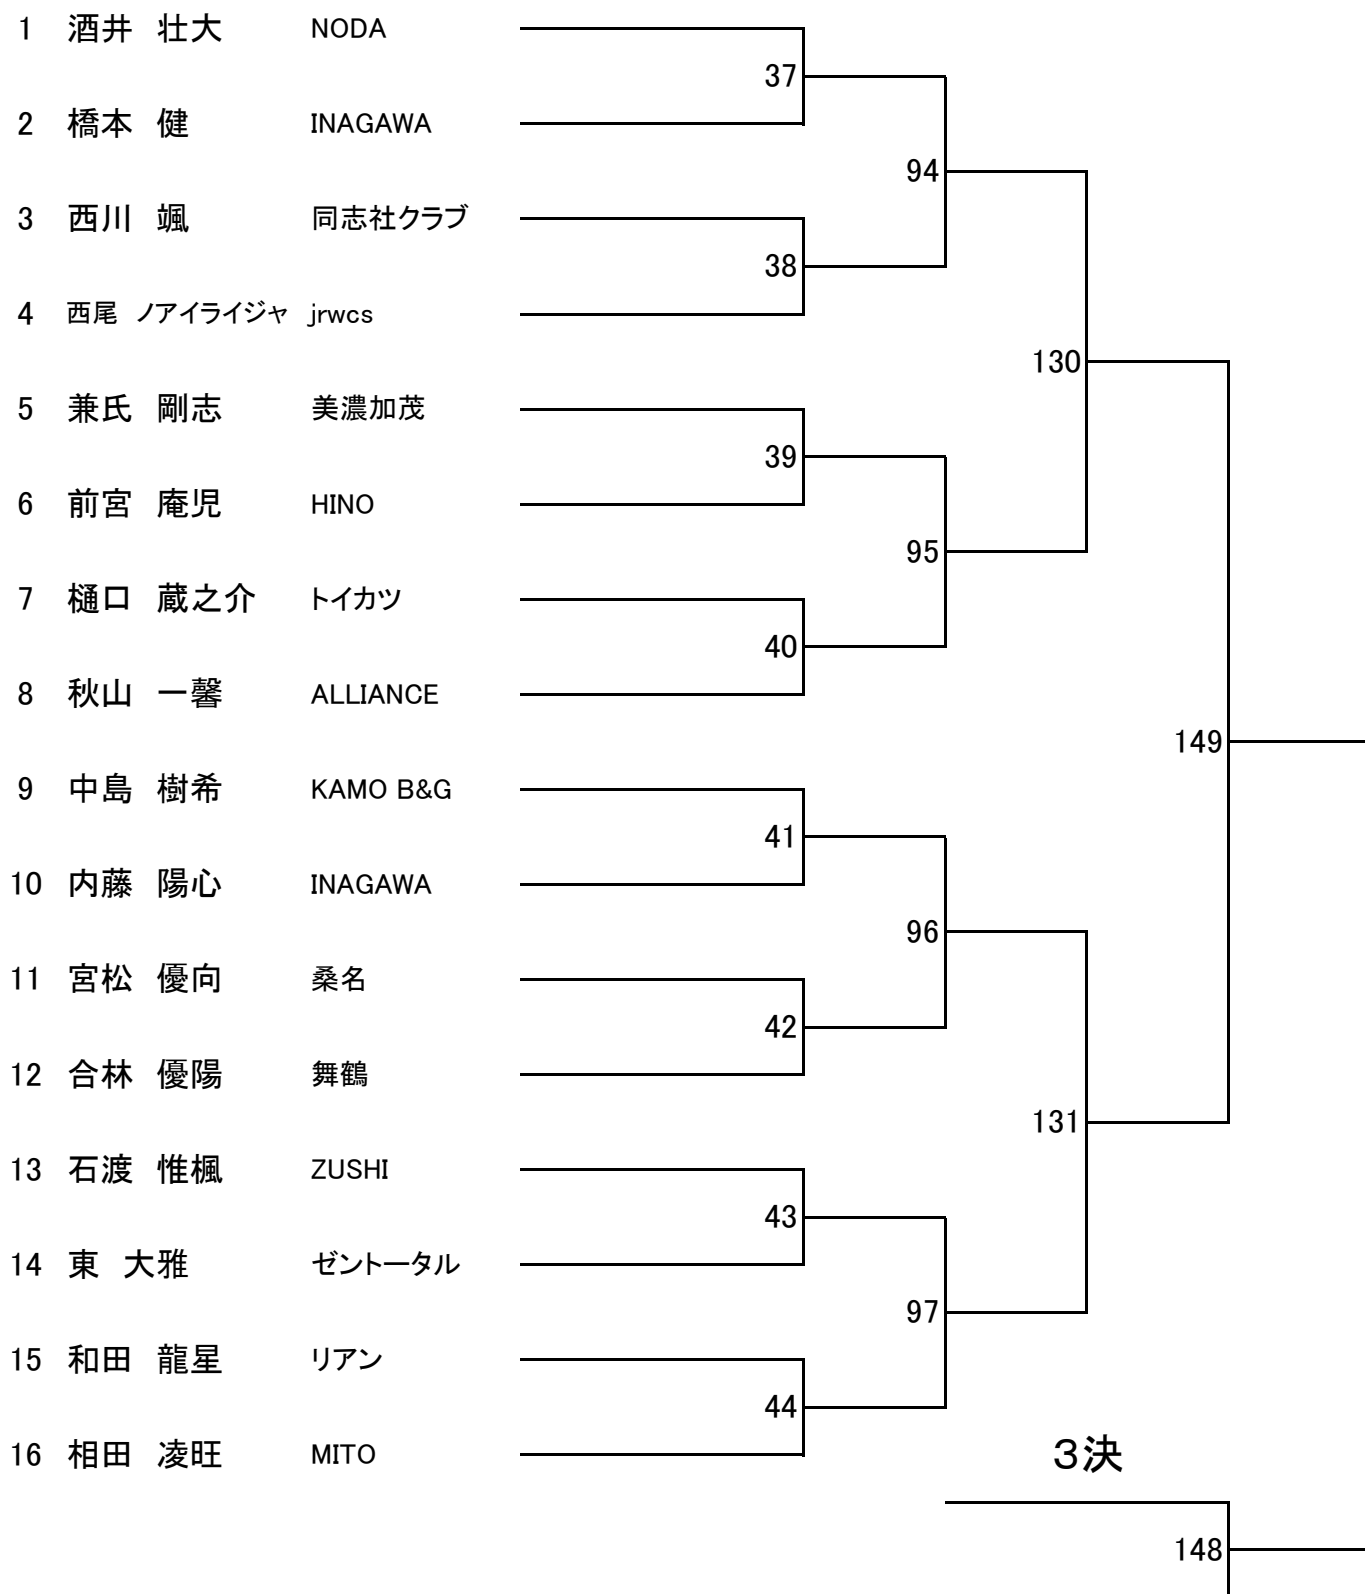 1 酒井 壮大 NODA
37
2 橋本 健 INAGAWA
94
3 西川 颯 同志社クラブ
38
4 西尾 ノアイライジャ jrwcs
130
5 兼氏 剛志 美濃加茂
39
6 前宮 庵児 HINO
95
7 樋口 蔵之介 トイカツ
40
8 秋山 一馨 ALLIANCE
149
9 中島 樹希 KAMO B&G
41
10 内藤 陽心 INAGAWA
96
11 宮松 優向 桑名
42
12 合林 優陽 舞鶴
131
13 石渡 惟楓 ZUSHI
43
14 東 大雅 ゼントータル
97
15 和田 龍星 リアン
44
16 相田 凌旺 MITO
３決
148